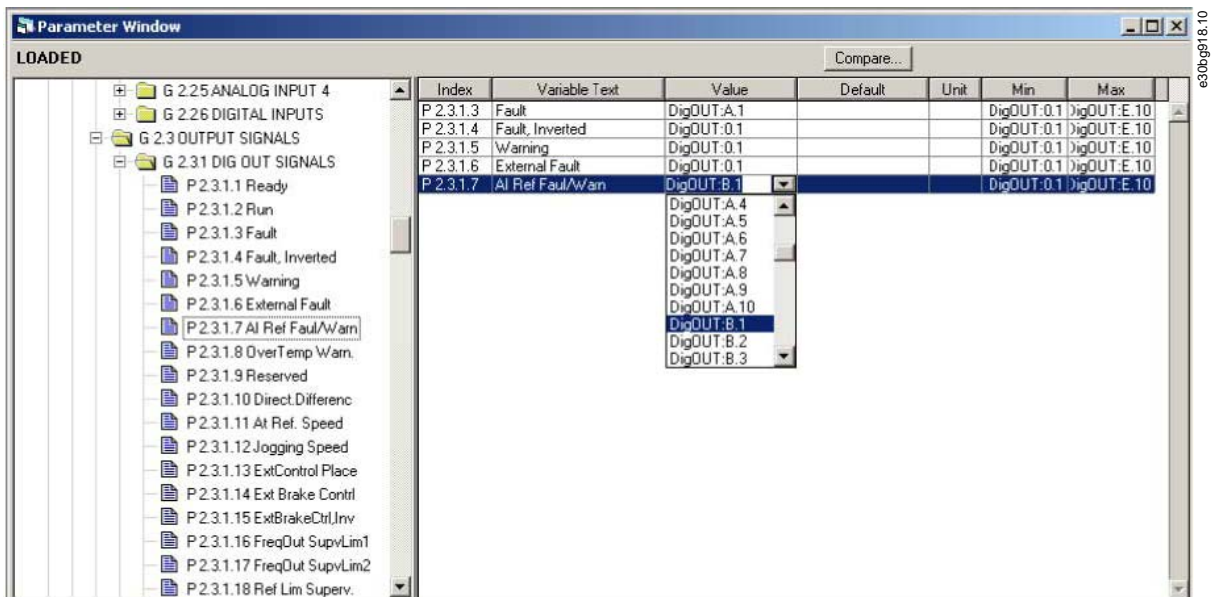 Parameter Window
LOADED
Compare...
e30bg918.10
G 2.25 ANALOG INPUT 4
G 2.26 DIGITAL INPUTS
G 2.3 OUTPUT SIGNALS
G 2.31 DIG OUT SIGNALS
P 2.3.1.1 Ready
P 2.3.1.2 Run
P 2.3.1.3 Fault
P 2.3.1.4 Fault, Inverted
P 2.3.1.5 Warning
P 2.3.1.6 External Fault
P 2.3.1.7 AI Ref Faul/Warn
P 2.3.1.8 OverTemp Warn.
P 2.3.1.9 Reserved
P 2.3.1.10 Direct.Differenc
P 2.3.1.11 At Ref. Speed
P 2.3.1.12 Jogging Speed
P 2.3.1.13 ExtControl Place
P 2.3.1.14 Ext Brake Contrl
P 2.3.1.15 ExtBrakeCtrl,Inv
P 2.3.1.16 FreqOut SupvLim1
P 2.3.1.17 FreqOut SupvLim2
P 2.3.1.18 Ref Lim Superv.
Index Variable Text Value Default Unit Min Max
P 2.3.1.3 Fault DigOUT:A.1 DigOUT:0.1 DigOUT:E.10
P 2.3.1.4 Fault, Inverted DigOUT:0.1 DigOUT:0.1 DigOUT:E.10
P 2.3.1.5 Warning DigOUT:0.1 DigOUT:0.1 DigOUT:E.10
P 2.3.1.6 External Fault DigOUT:0.1 DigOUT:0.1 DigOUT:E.10
P 2.3.1.7 AI Ref Faul/Warn DigOUT:B.1 DigOUT:0.1 DigOUT:E.10
DigOUT:A.4
DigOUT:A.5
DigOUT:A.6
DigOUT:A.7
DigOUT:A.8
DigOUT:A.9
DigOUT:A.10
DigOUT:B.1
DigOUT:B.2
DigOUT:B.3